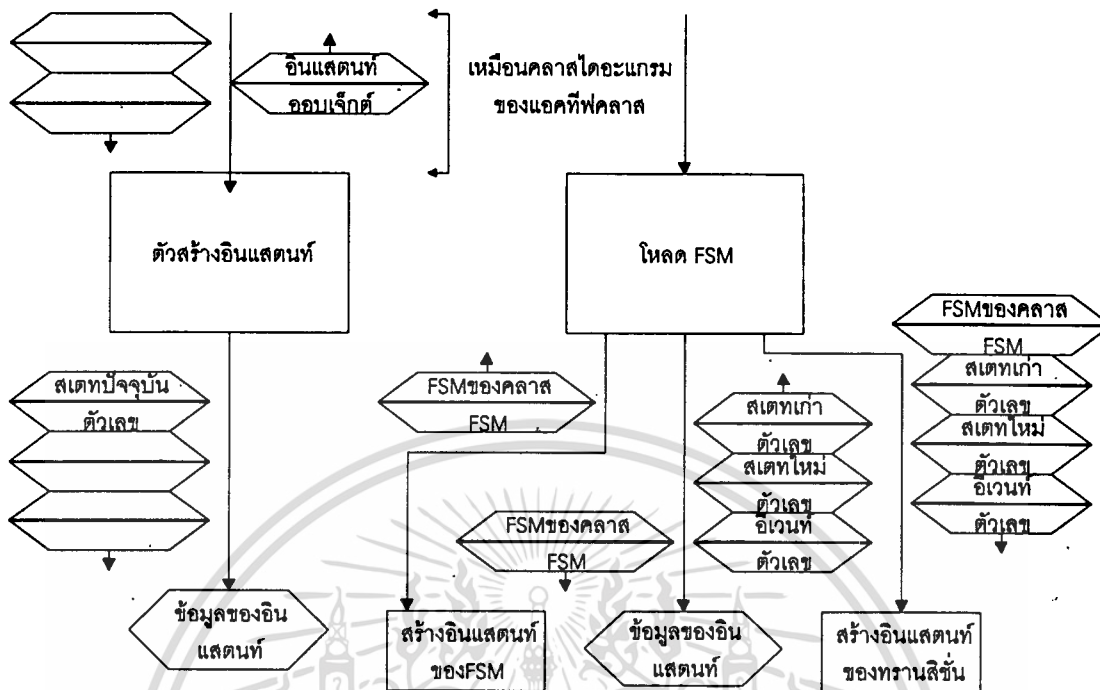 อินแสตนท์
ออบเจ็กต์
เหมือนคลาสไดอะแกรม
ของแอคทีฟคลาส
ตัวสร้างอินแสตนท์
โหลด FSM
สเตทปัจจุบัน
ตัวเลข
FSMของคลาส
FSM
FSMของคลาส
FSM
สเตทเก่า
ตัวเลข
สเตทใหม่
ตัวเลข
อีเวนท์
ตัวเลข
FSMของคลาส
FSM
สเตทเก่า
ตัวเลข
สเตทใหม่
ตัวเลข
อีเวนท์
ตัวเลข
ข้อมูลของอิน
แสตนท์
สร้างอินแสตนท์
ของFSM
ข้อมูลของอิน
แสตนท์
สร้างอินแสตนท์
ของทรานสิชั่น